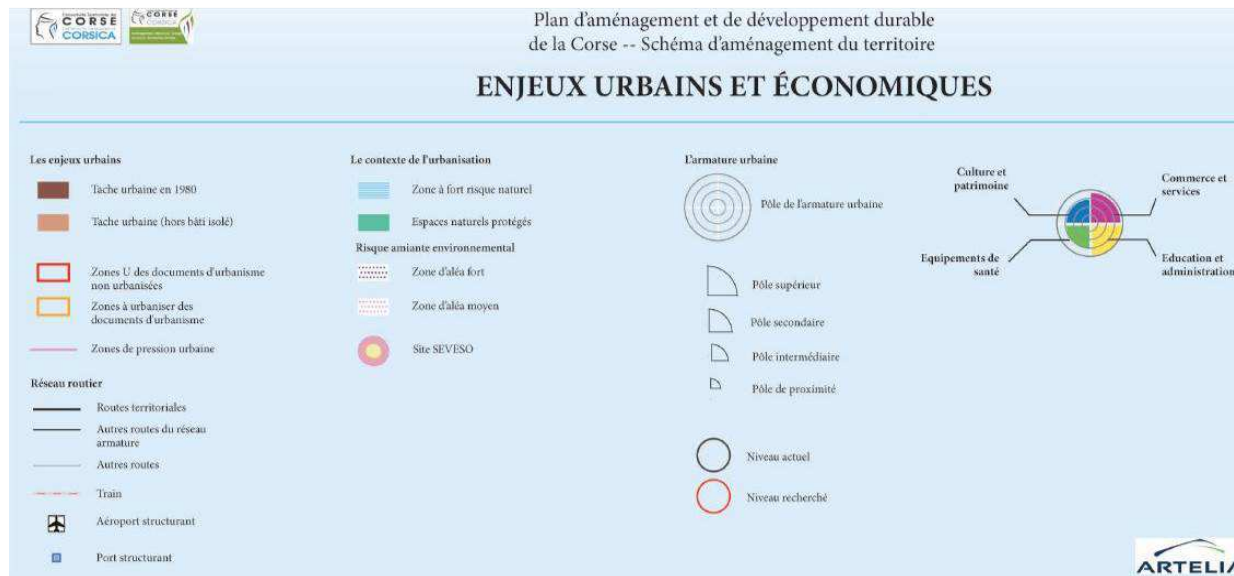 CORSE
CORSICA
CORSE
CORSICA
Plan d'aménagement et de développement durable
de la Corse -- Schéma d'aménagement du territoire
ENJEUX URBAINS ET ÉCONOMIQUES
Les enjeux urbains
Tache urbaine en 1980
Tache urbaine (hors bâti isolé)
Zones U des documents d'urbanisme
non urbanisées
Zones à urbaniser des
documents d'urbanisme
Zones de pression urbaine
Réseau routier
Routes territoriales
Autres routes du réseau
armature
Autres routes
Train
Aéroport structurant
Port structurant
Le contexte de l'urbanisation
Zone à fort risque naturel
Espaces naturels protégés
Risque amiante environnemental
Zone d'aléa fort
Zone d'aléa moyen
Site SEVESO
L'armature urbaine
Pôle de l'armature urbaine
Pôle supérieur
Pôle secondaire
Pôle intermédiaire
Pôle de proximité
Niveau actuel
Niveau recherché
Culture et
patrimoine
Commerce et
services
Equipements de
santé
Education et
administration
ARTELIA